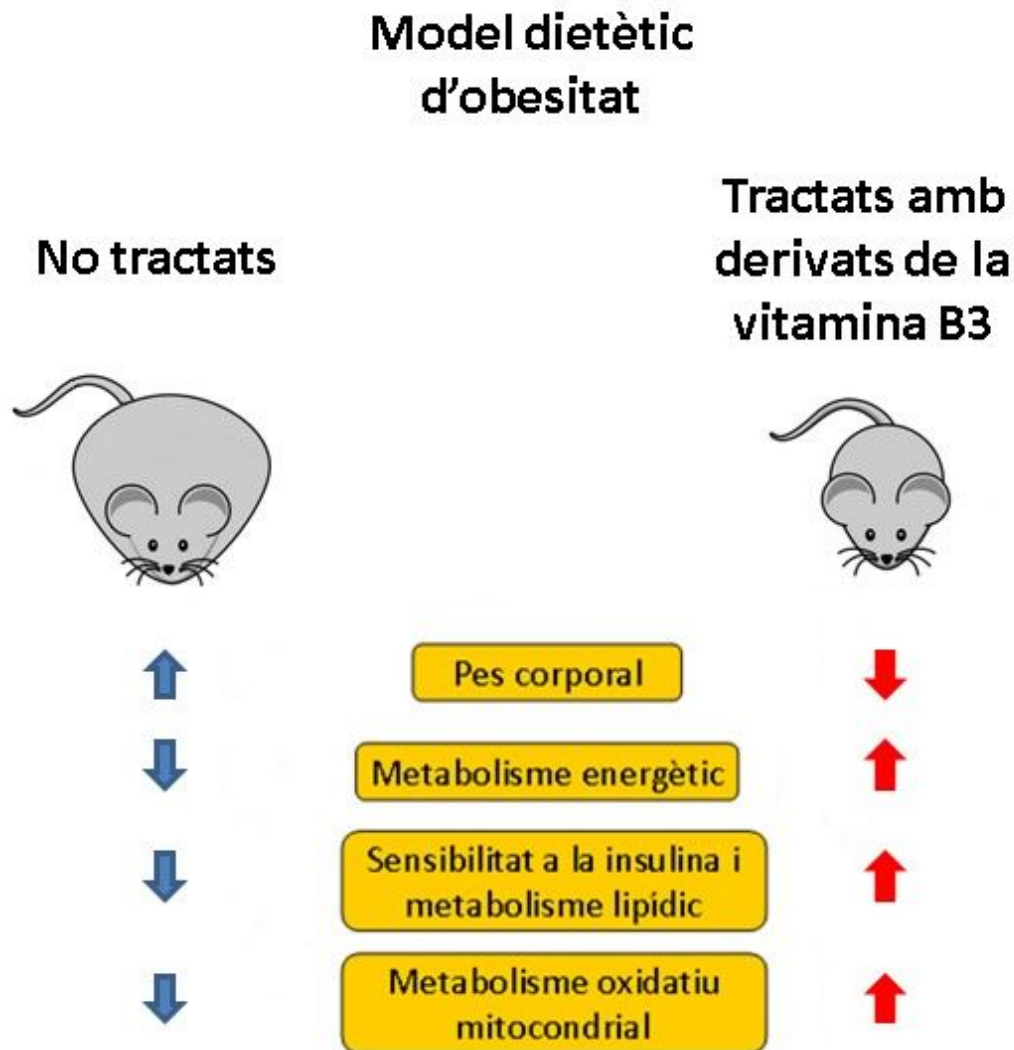 Model dietètic
d'obesitat
No tractats
Tractats amb
derivats de la
vitamina B3
Pes corporal
Metabolisme energètic
Sensibilitat a la insulina i
metabolisme lipídic
Metabolisme oxidatiu
mitocondrial